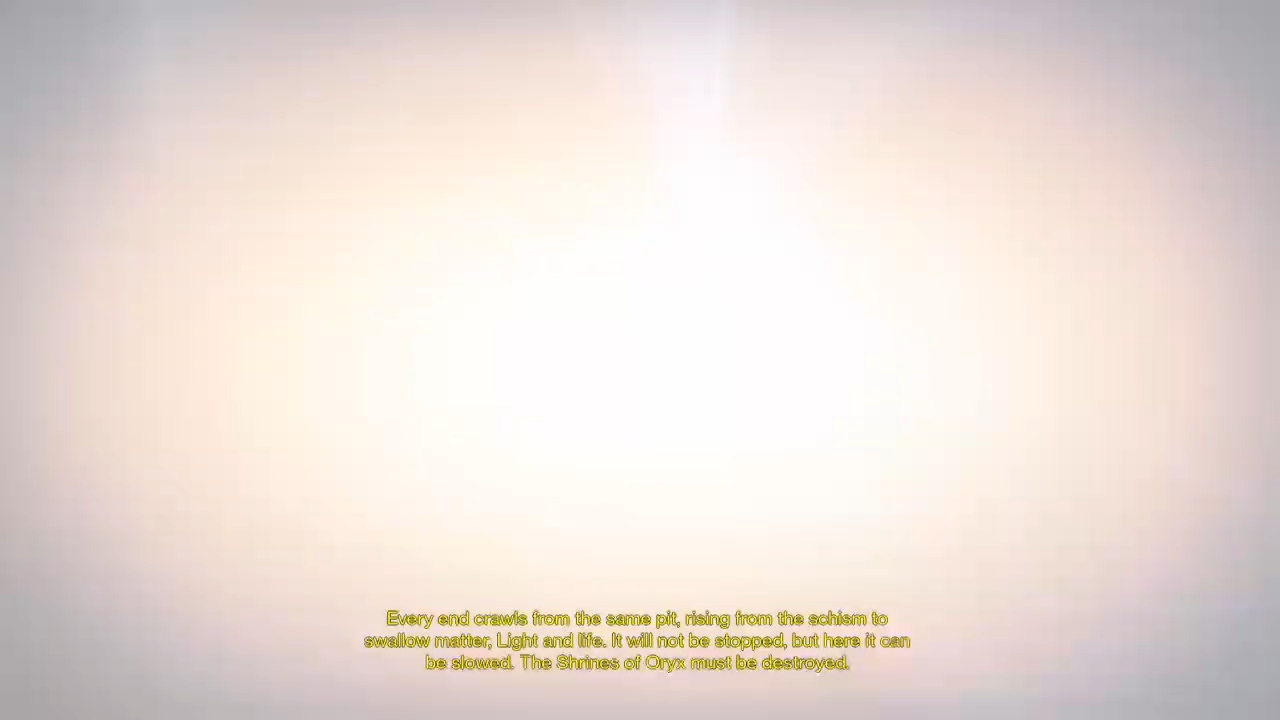 Every end crawls from the same pit, rising from the schism to
swallow matter, Light and life. It will not be stopped, but here it can
be slowed. The Shrines of Oryx must be destroyed.